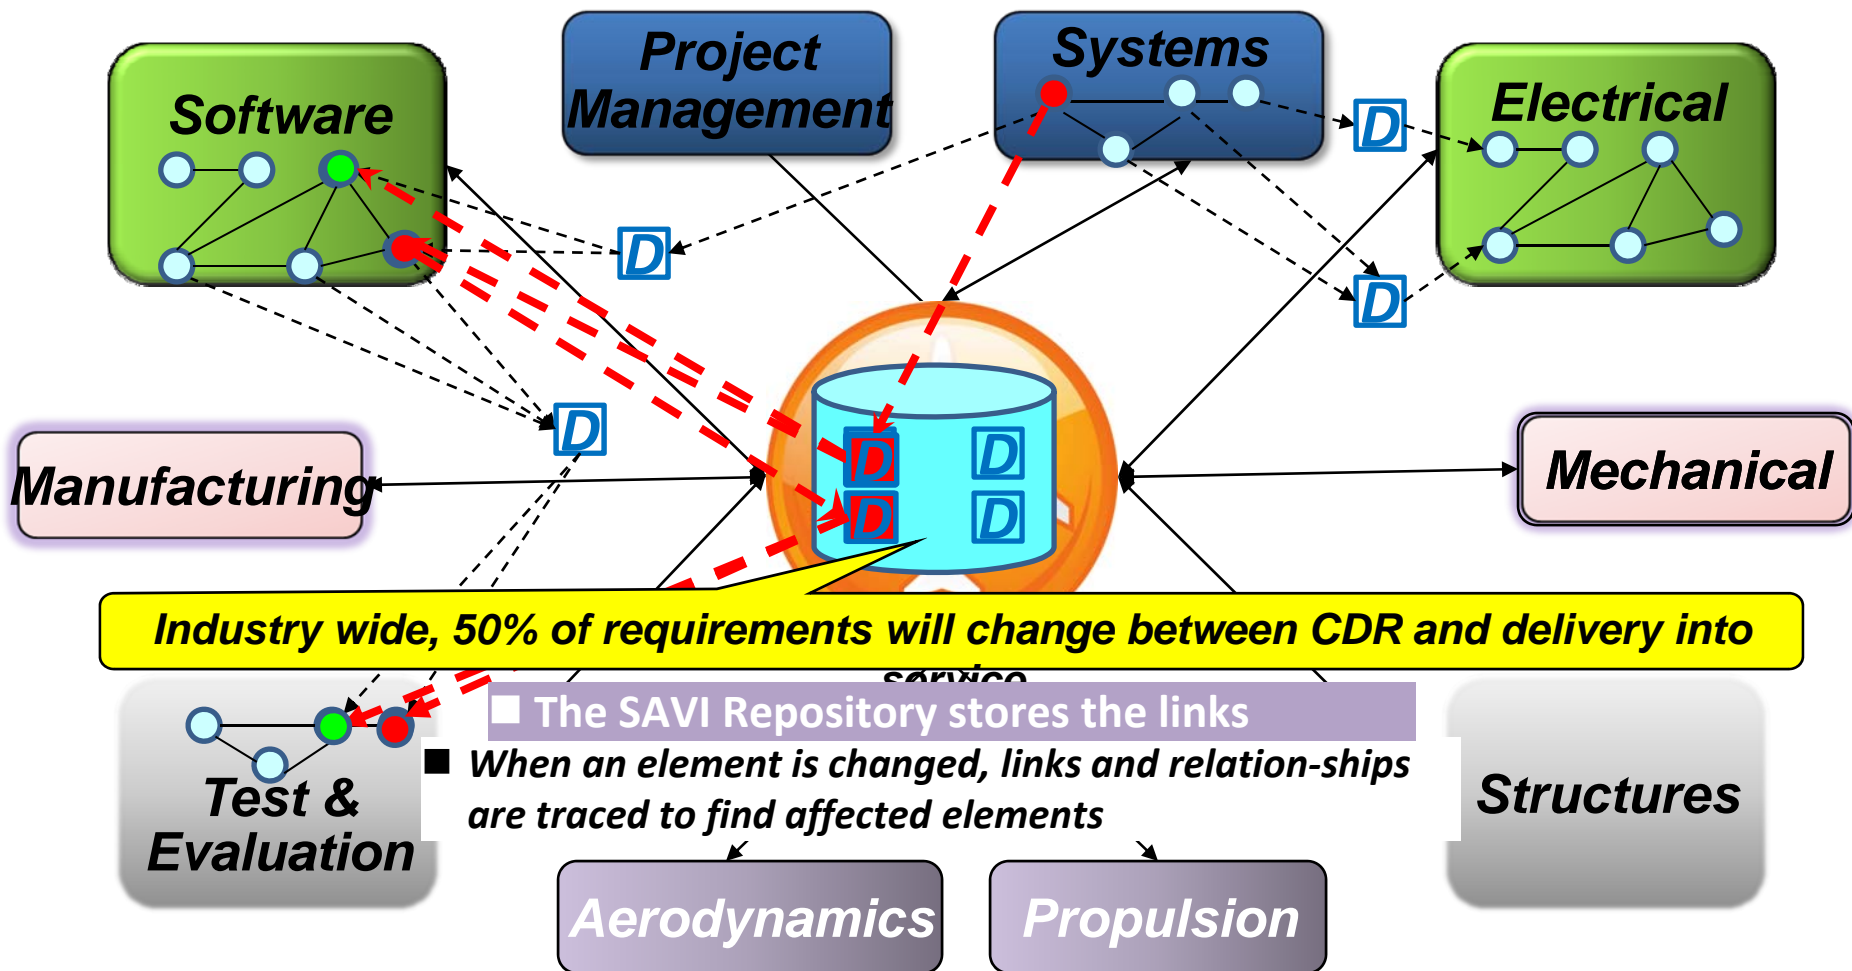 Project
Management
Systems
Software
Electrical
D
D
D
D
D
D
D
D
Manufacturing
Mechanical
Industry wide, 50% of requirements will change between CDR and delivery into
service
The SAVI Repository stores the links
When an element is changed, links and relation-ships
are traced to find affected elements
Test &
Evaluation
Structures
Aerodynamics
Propulsion